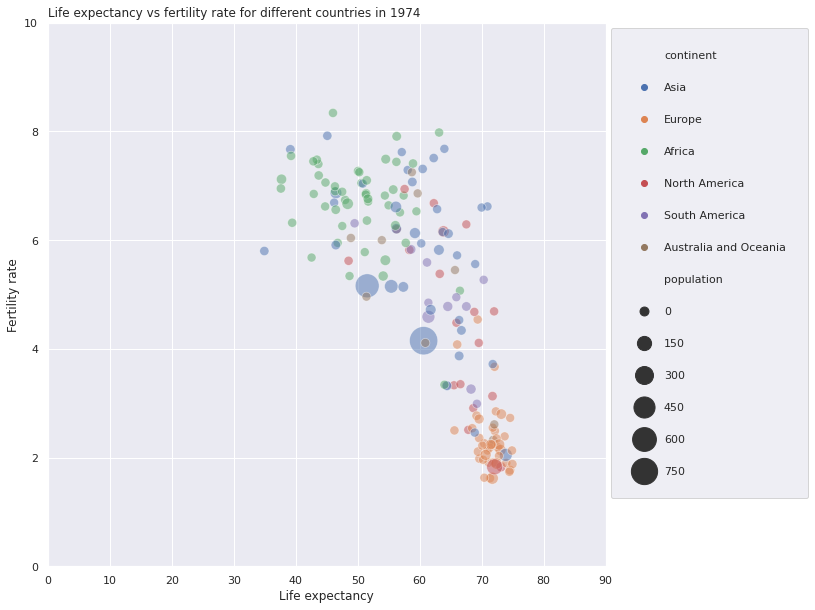 Life expectancy vs fertility rate for different countries in 1974
10
8
6
4
2
0
Fertility rate
0 10 20 30 40 50 60 70 80 90
Life expectancy
continent
Asia
Europe
Africa
North America
South America
Australia and Oceania
population
0
150
300
450
600
750